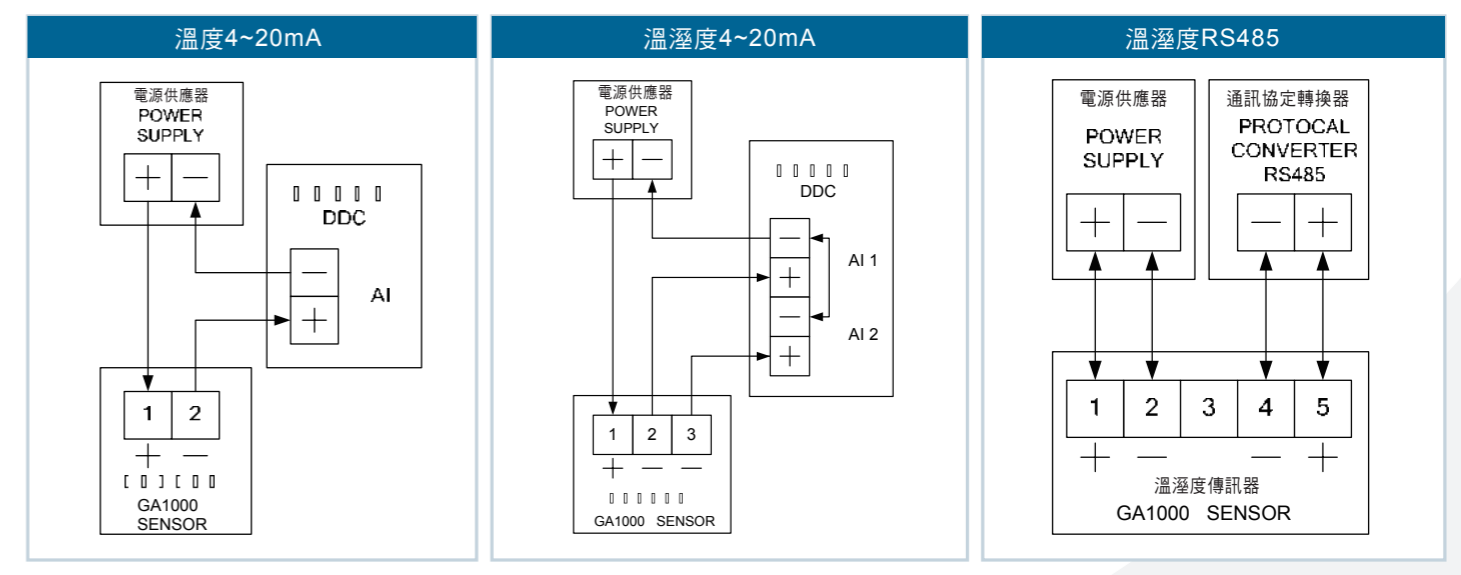 溫度4~20mA
電源供應器
POWER
SUPPLY
+ −
DDC
−
AI
+
1 2
+ −
GA1000
SENSOR
溫溼度4~20mA
電源供應器
POWER
SUPPLY
+ −
DDC
−
AI 1
+
−
AI 2
+
1 2 3
+ − −
GA1000 SENSOR
溫溼度RS485
電源供應器
POWER
SUPPLY
+ −
通訊協定轉換器
PROTOCAL
CONVERTER
RS485
− +
1 2 3 4 5
+ − − +
溫溼度傳訊器
GA1000 SENSOR